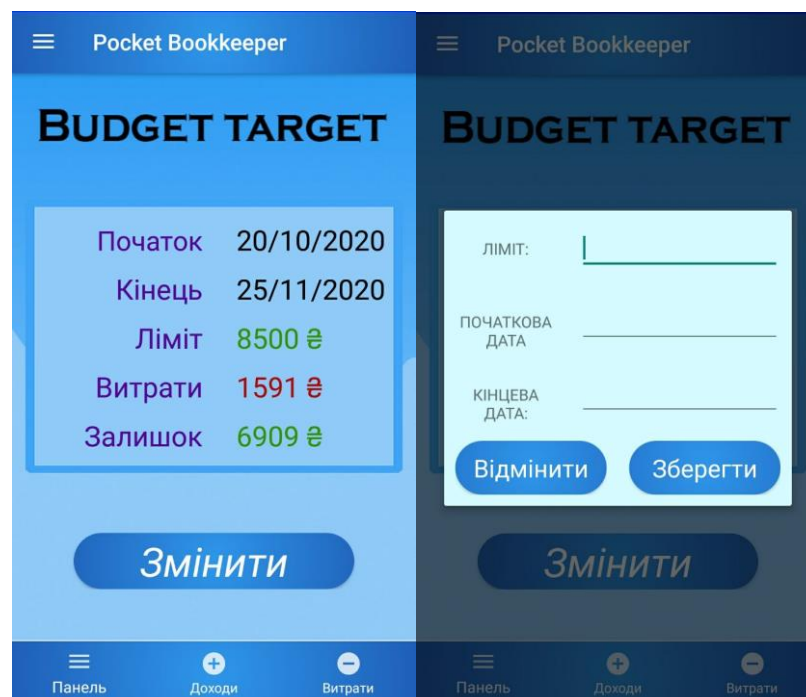 Pocket Bookkeeper
BUDGET TARGET
Початок 20/10/2020
Кінець 25/11/2020
Ліміт 8500 ₴
Витрати 1591 ₴
Залишок 6909 ₴
Змінити
Панель Доходи Витрати
Pocket Bookkeeper
BUDGET TARGET
ЛІМІТ:
ПОЧАТКОВА
ДАТА
КІНЦЕВА
ДАТА:
Відмінити Зберегти
Змінити
Панель Доходи Витрати